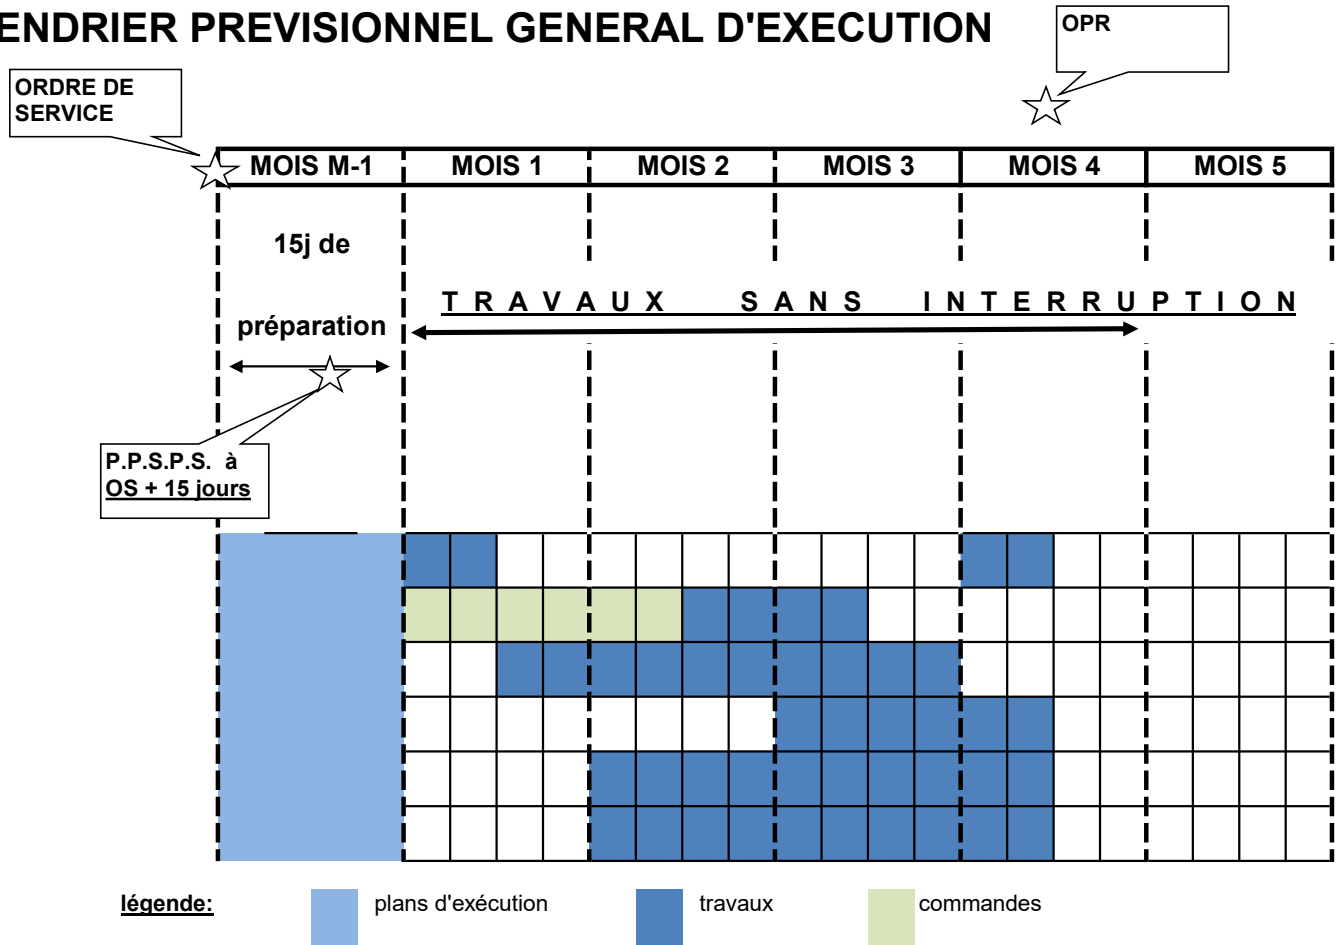 ENDRIER PREVISIONNEL GENERAL D'EXECUTION
OPR
ORDRE DE
SERVICE
MOIS M-1 MOIS 1 MOIS 2 MOIS 3 MOIS 4 MOIS 5
15j de
préparation
TRAVAUX SANS INTERRUPTION
P.P.S.P.S. à
OS + 15 jours
légende: plans d'exécution travaux commandes